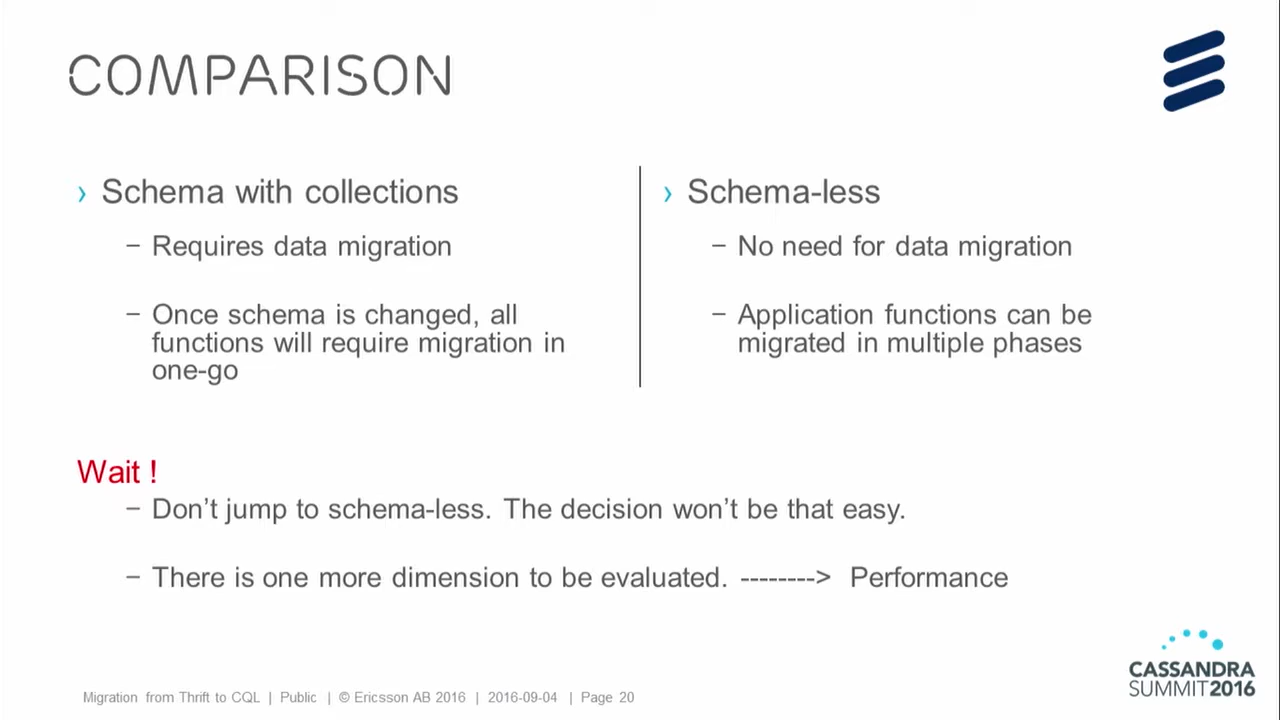 COMPARISON
› Schema with collections
– Requires data migration
– Once schema is changed, all
functions will require migration in
one-go
› Schema-less
– No need for data migration
– Application functions can be
migrated in multiple phases
Wait !
– Don’t jump to schema-less. The decision won’t be that easy.
– There is one more dimension to be evaluated. --------> Performance
CASSANDRA
SUMMIT2016
Migration from Thrift to CQL | Public | © Ericsson AB 2016 | 2016-09-04 | Page 20